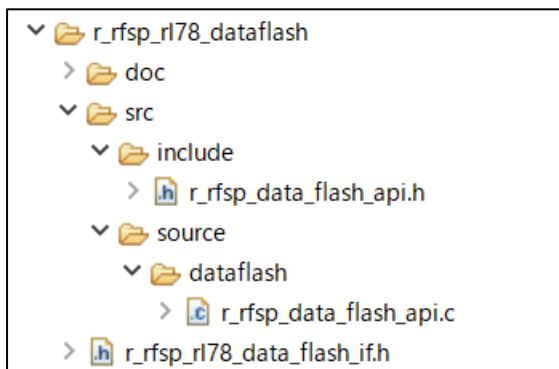 r_rfsp_rl78_dataflash
doc
src
include
.h r_rfsp_data_flash_api.h
source
dataflash
.c r_rfsp_data_flash_api.c
.h r_rfsp_rl78_data_flash_if.h